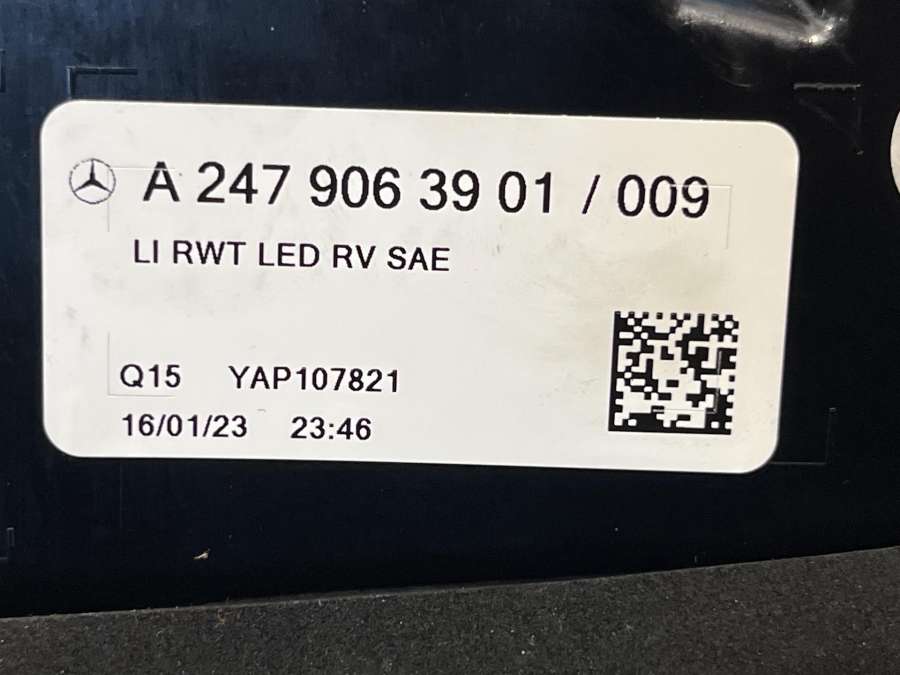 A 247 906 39 01 / 009
LI RWT LED RV SAE
Q15 YAP107821
16/01/23 23:46